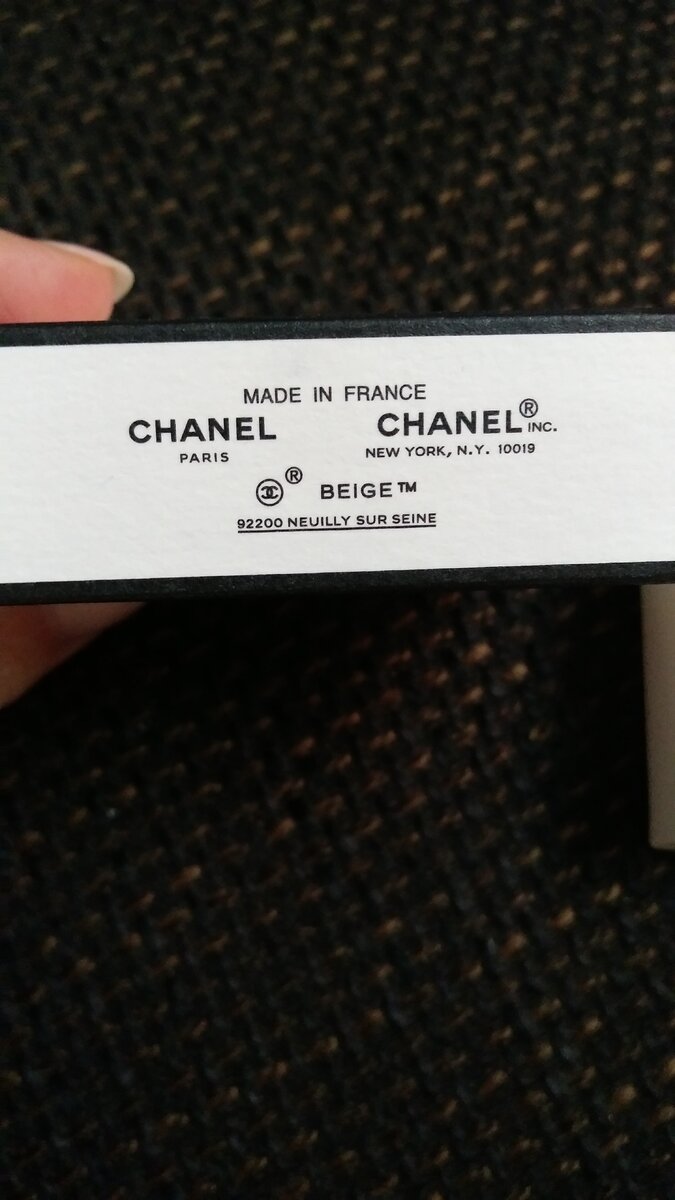 MADE IN FRANCE
CHANEL CHANEL® INC.
PARIS NEW YORK, N.Y. 10019
® BEIGE™
92200 NEUILLY SUR SEINE